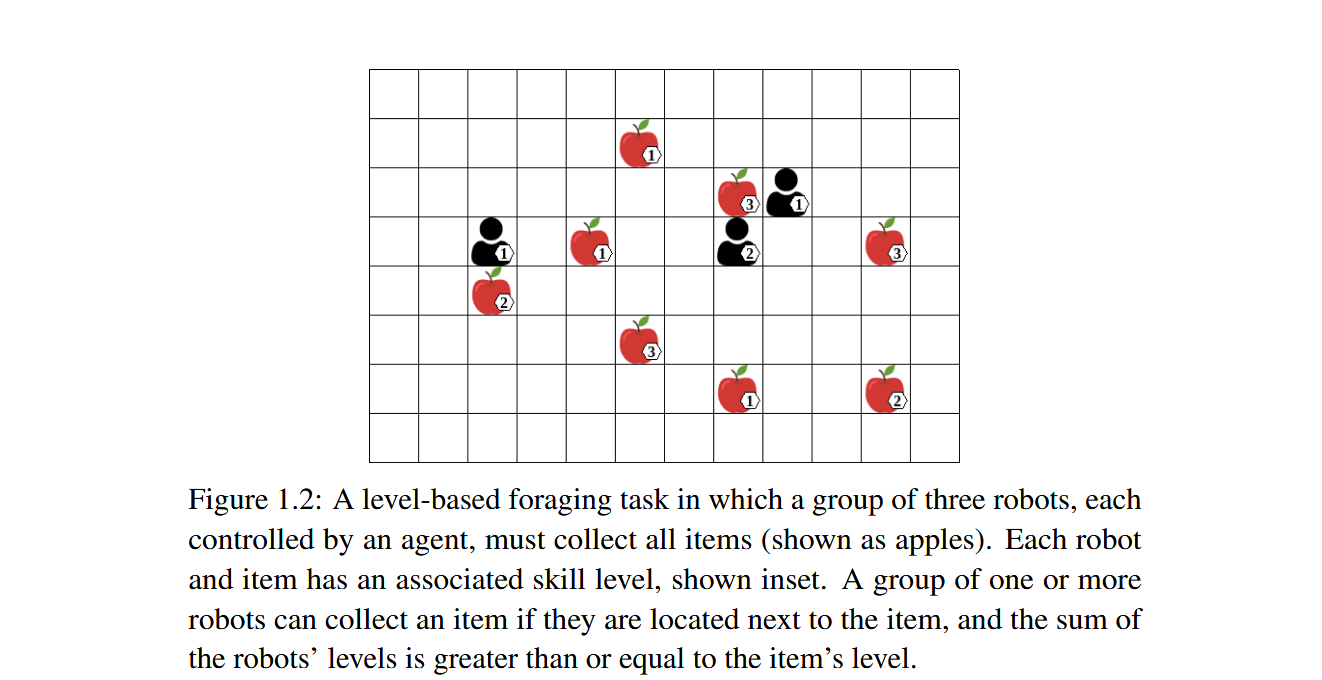 1
3 1
1 1 2 3
2
3
1 2
Figure 1.2: A level-based foraging task in which a group of three robots, each
controlled by an agent, must collect all items (shown as apples). Each robot
and item has an associated skill level, shown inset. A group of one or more
robots can collect an item if they are located next to the item, and the sum of
the robots’ levels is greater than or equal to the item’s level.